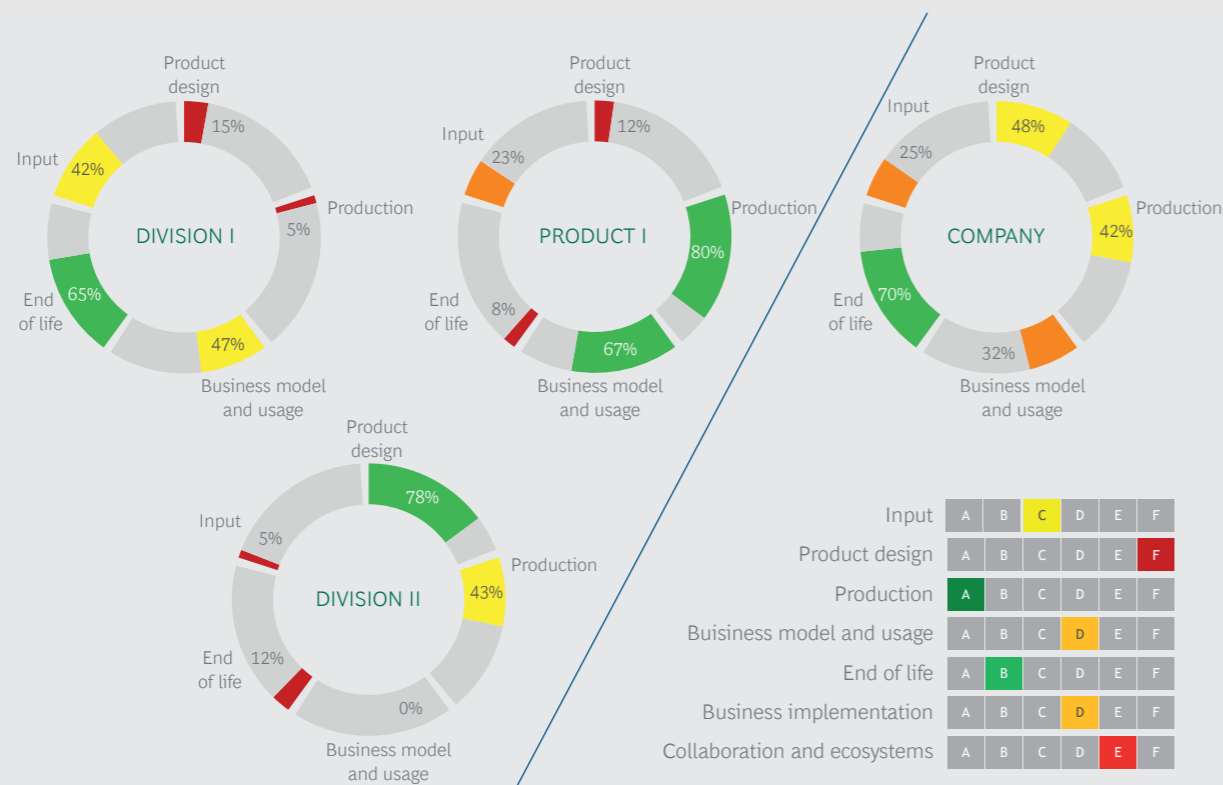 Product
design
15%
Input
42%
Production
5%
DIVISION I
End
of life
65%
47%
Business model
and usage
Product
design
12%
Input
23%
Production
80%
PRODUCT I
End
of life
8%
67%
Business model
and usage
Product
design
48%
Input
25%
Production
42%
COMPANY
End
of life
70%
32%
Business model
and usage
Product
design
78%
Input
5%
Production
43%
DIVISION II
End
of life
12%
0%
Business model
and usage
Input A B C D E F
Product design A B C D E F
Production A B C D E F
Buisiness model and usage A B C D E F
End of life A B C D E F
Business implementation A B C D E F
Collaboration and ecosystems A B C D E F